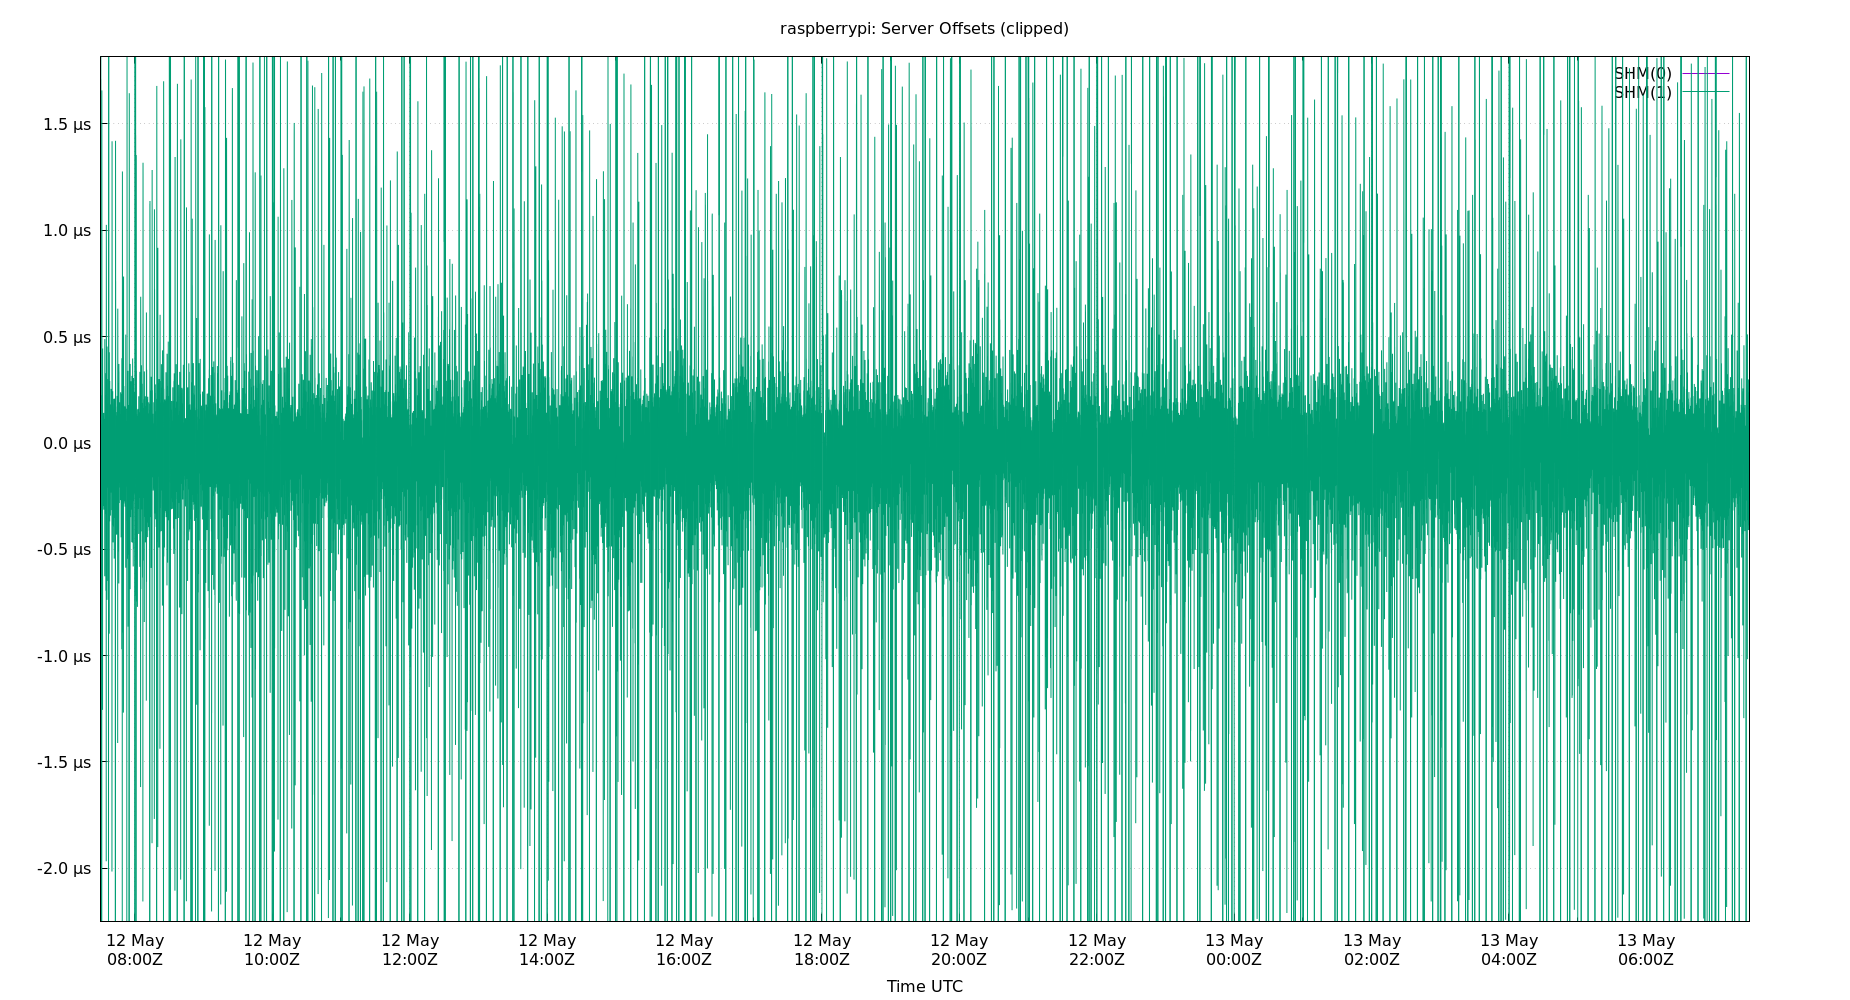 raspberrypi: Server Offsets (clipped)
SHM(0)
SHM(1)
1.5 µs
1.0 µs
0.5 µs
0.0 µs
-0.5 µs
-1.0 µs
-1.5 µs
-2.0 µs
12 May 12 May 12 May 12 May 12 May 12 May 12 May 12 May 13 May 13 May 13 May 13 May
08:00Z 10:00Z 12:00Z 14:00Z 16:00Z 18:00Z 20:00Z 22:00Z 00:00Z 02:00Z 04:00Z 06:00Z
Time UTC